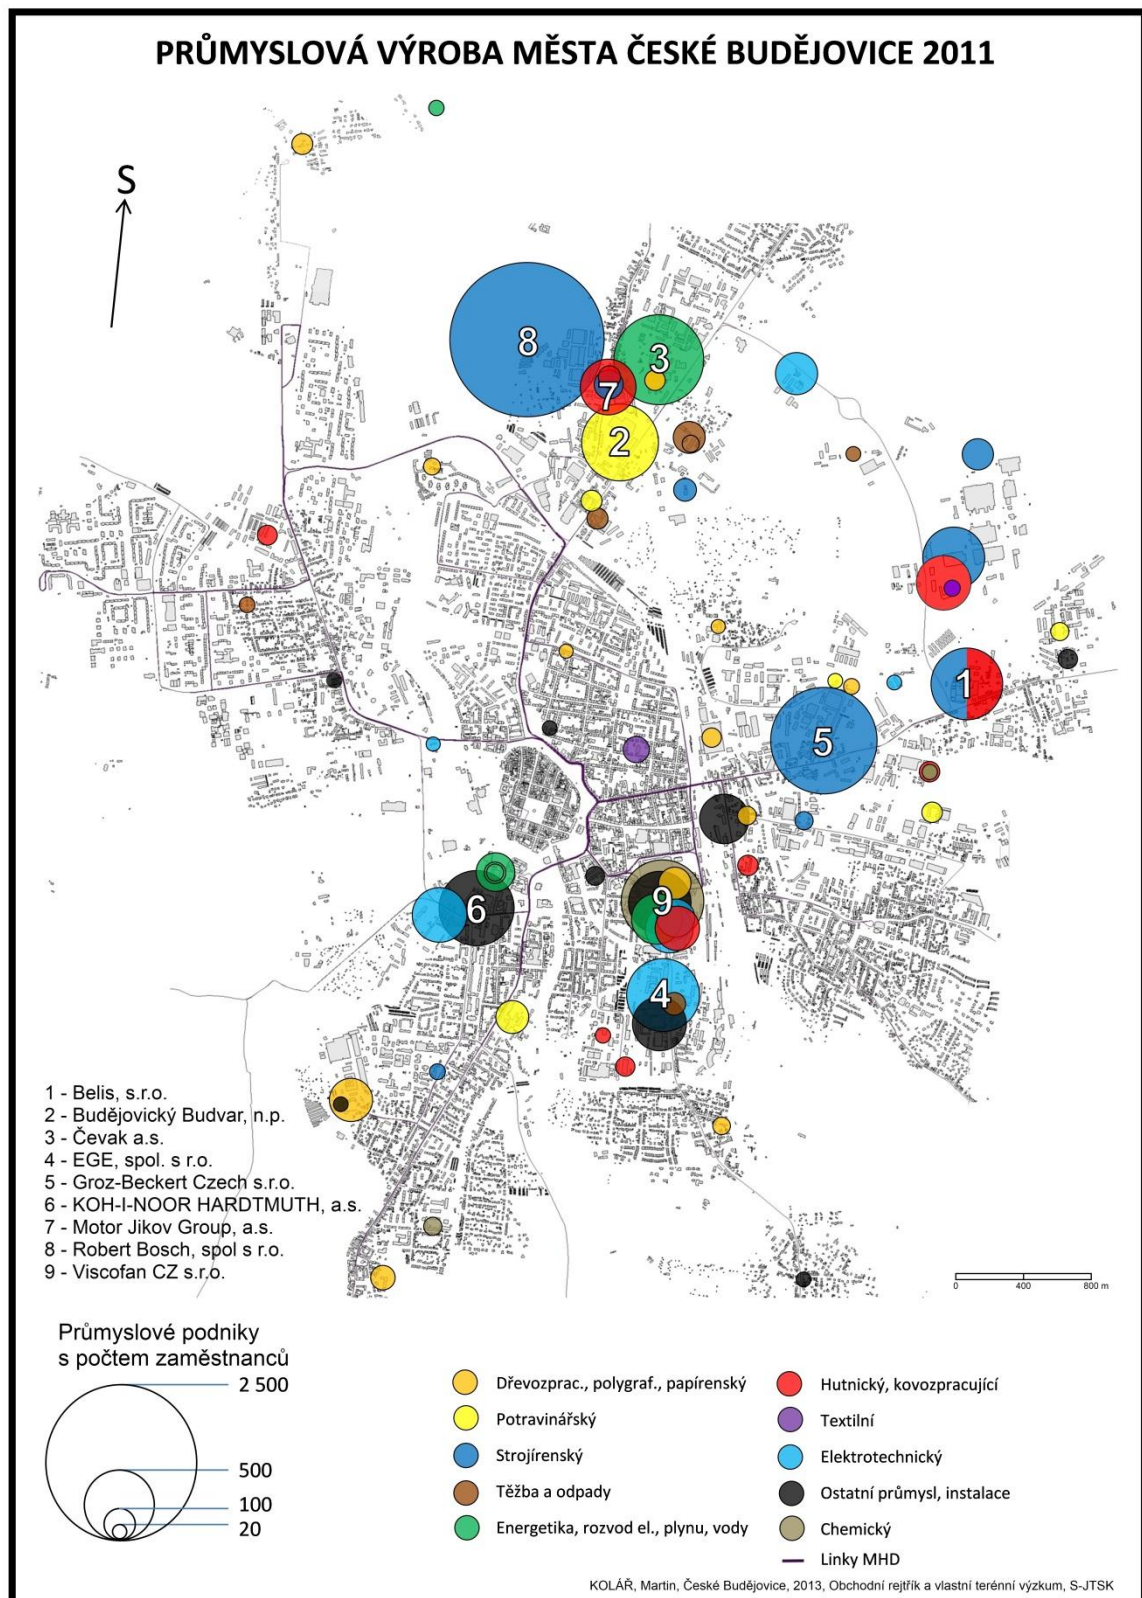 PRŮMYSLOVÁ VÝROBA MĚSTA ČESKÉ BUDĚJOVICE 2011
S
8
3
7
2
1
5
6
9
4
1 - Belis, s.r.o.
2 - Budějovický Budvar, n.p.
3 - Čevak a.s.
4 - EGE, spol. s r.o.
5 - Groz-Beckert Czech s.r.o.
6 - KOH-I-NOOR HARDTMUTH, a.s.
7 - Motor Jikov Group, a.s.
8 - Robert Bosch, spol s r.o.
9 - Viscofan CZ s.r.o.
0 400 800 m
Průmyslové podniky
s počtem zaměstnanců
2 500
500
100
20
Dřevozprac., polygraf., papírenský
Potravinářský
Strojírenský
Těžba a odpady
Energetika, rozvod el., plynu, vody
Hutnický, kovozpracující
Textilní
Elektrotechnický
Ostatní průmysl, instalace
Chemický
Linky MHD
KOLÁŘ, Martin, České Budějovice, 2013, Obchodní rejtřík a vlastní terénní výzkum, S-JTSK